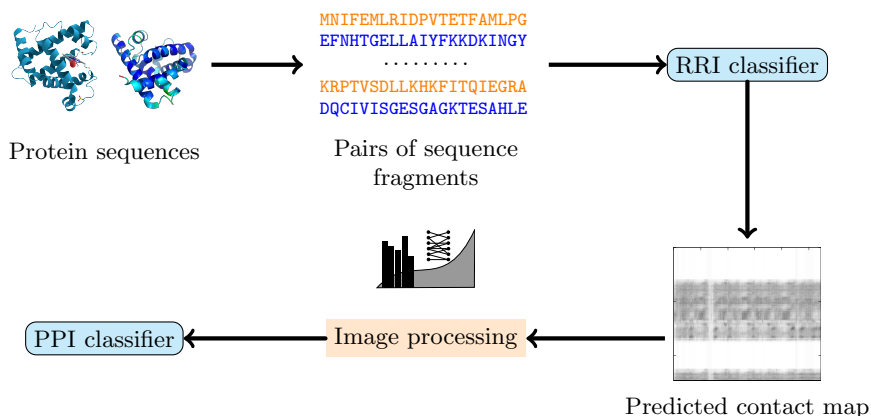 MNIFEMLRIDPVTETFAMLPG
EFNHTGELLAIYFKKDKINGY
.........
KRPTVSDLLKHKFITQIEGRA
DQCIVISGESGAGKTESAHLE
RRI classifier
Protein sequences
Pairs of sequence
fragments
PPI classifier
Image processing
Predicted contact map